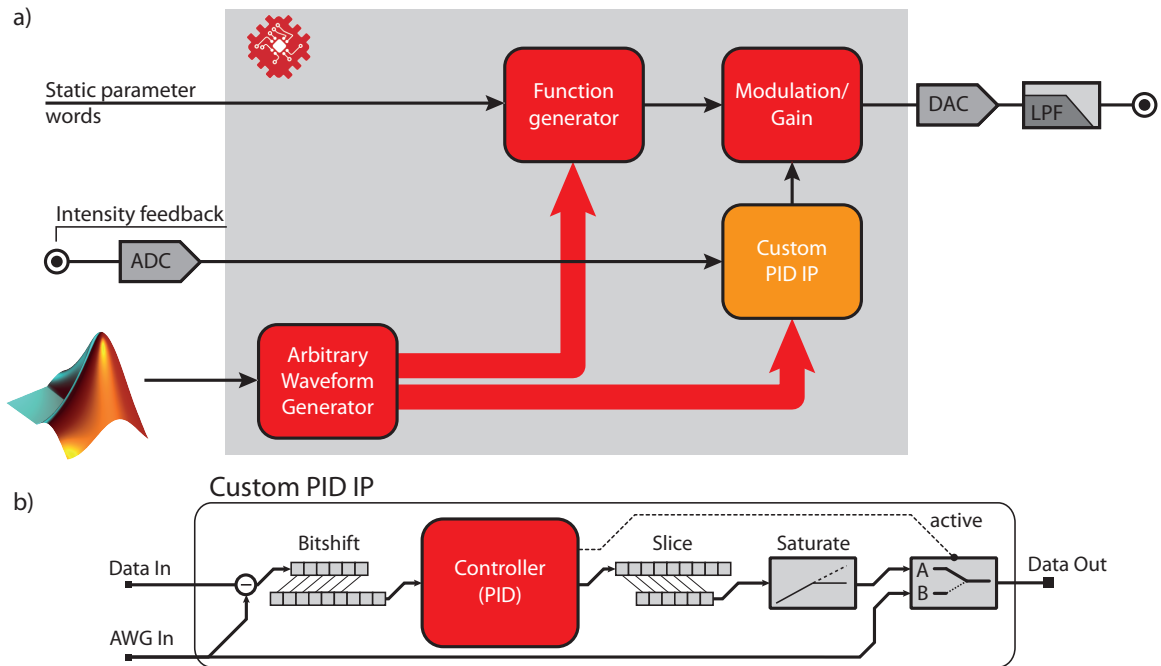 a)
Static parameter
words
Function
generator
Modulation/
Gain
DAC
LPF
Intensity feedback
ADC
Custom
PID IP
Arbitrary
Waveform
Generator
b)
Custom PID IP
active
Bitshift
Slice
Saturate
Data In
−
Controller
(PID)
A
B
Data Out
AWG In